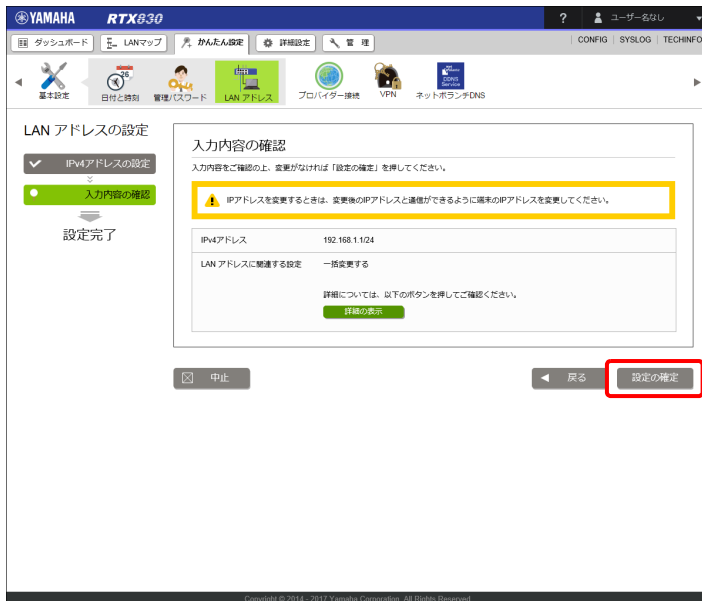 YAMAHA RTX830 ? ユーザー名なし
ダッシュボード LANマップ かんたん設定 詳細設定 管 理 CONFIG SYSLOG TECHINFO
基本設定 日付と時刻 管理パスワード LAN アドレス プロバイダー接続 VPN ネットボランチDNS
26
DDNS
Service
LAN アドレスの設定
IPv4アドレスの設定
入力内容の確認
設定完了
入力内容の確認
入力内容をご確認の上、変更がなければ「設定の確定」を押してください。
IPアドレスを変更するときは、変更後のIPアドレスと通信ができるように端末のIPアドレスを変更してください。
IPv4アドレス 192.168.1.1/24
LAN アドレスに関連する設定 一括変更する
詳細については、以下のボタンを押してご確認ください。
詳細の表示
中止 戻る 設定の確定
Copyright © 2014 - 2017 Yamaha Corporation. All Rights Reserved.